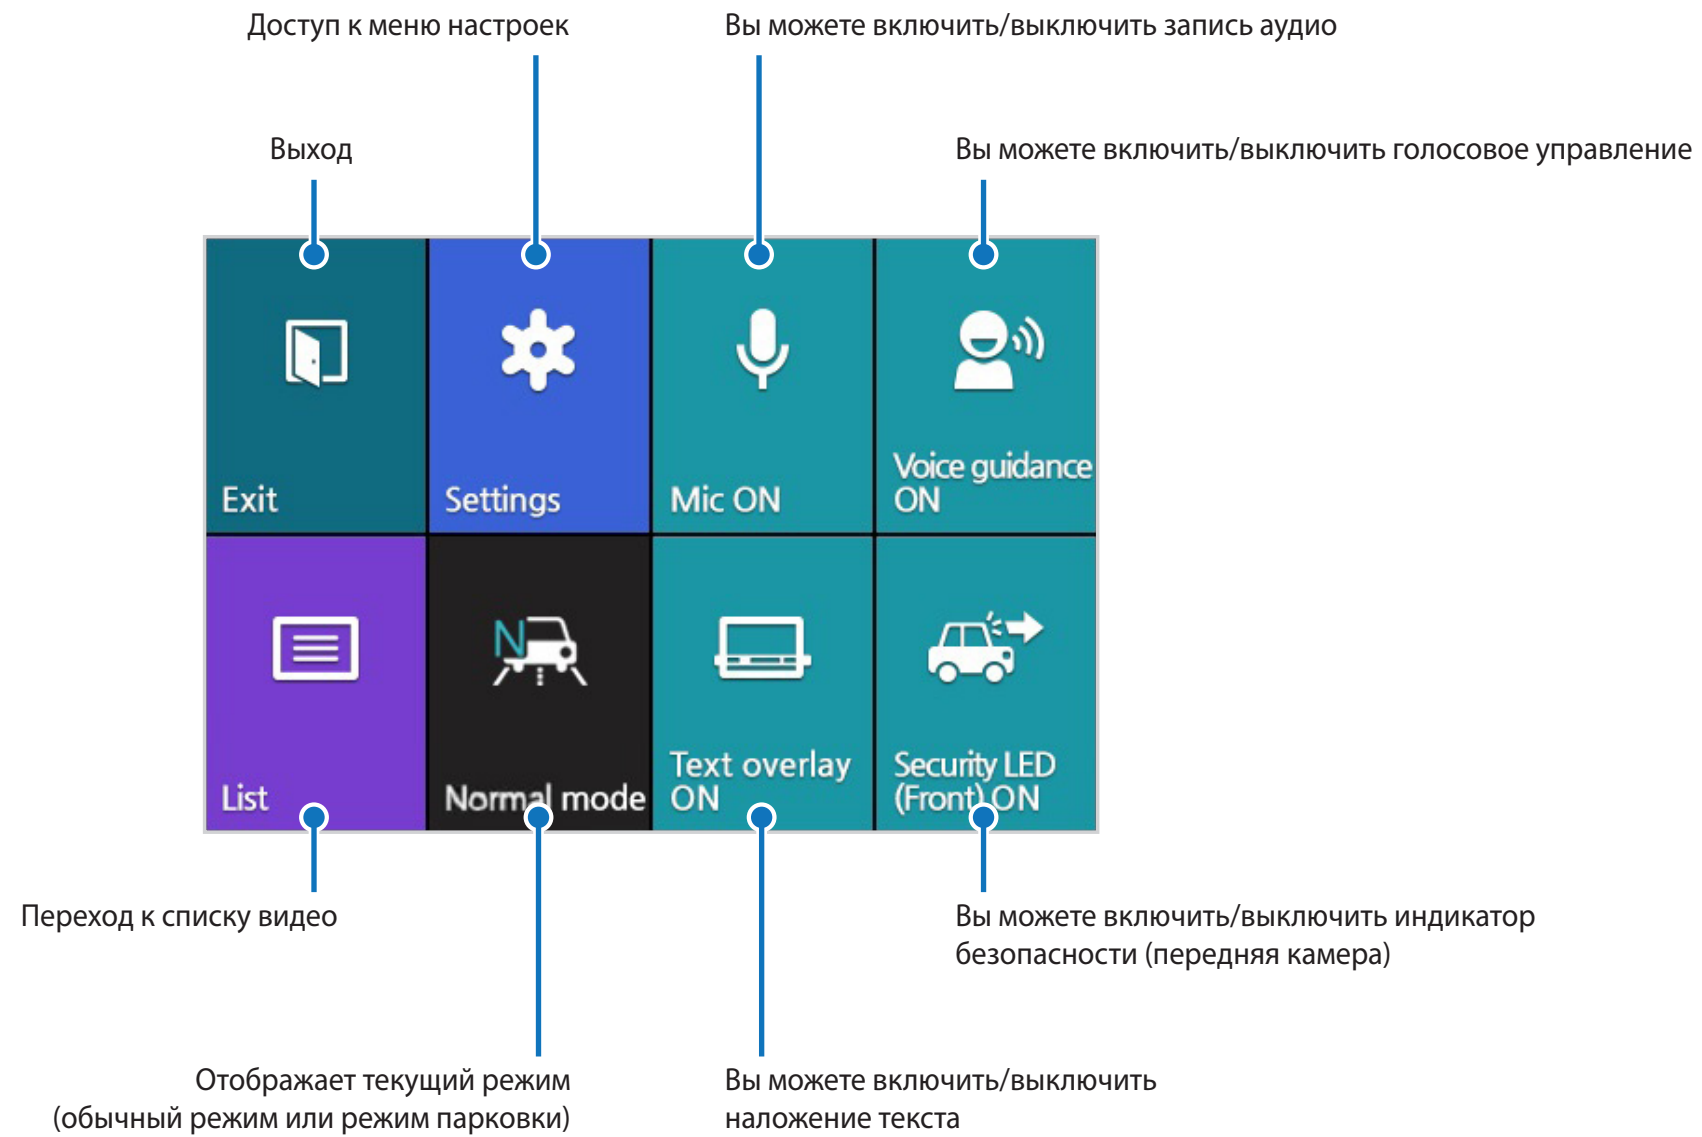 Доступ к меню настроек
Вы можете включить/выключить запись аудио
Выход
Вы можете включить/выключить голосовое управление
Exit
Settings
Mic ON
Voice guidance
ON
List
Normal mode
Text overlay
ON
Security LED
(Front) ON
Переход к списку видео
Вы можете включить/выключить индикатор
безопасности (передняя камера)
Отображает текущий режим
(обычный режим или режим парковки)
Вы можете включить/выключить
наложение текста